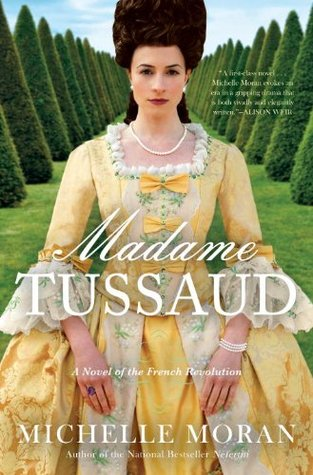 "A first-class novel...
Michelle Moran evokes an
era in a gripping drama that
is both vividly and elegantly
written."—ALISON WEIR
Madame
TUSSAUD
A Novel of the French Revolution
MICHELLE MORAN
Author of the National Bestseller Nefertiti